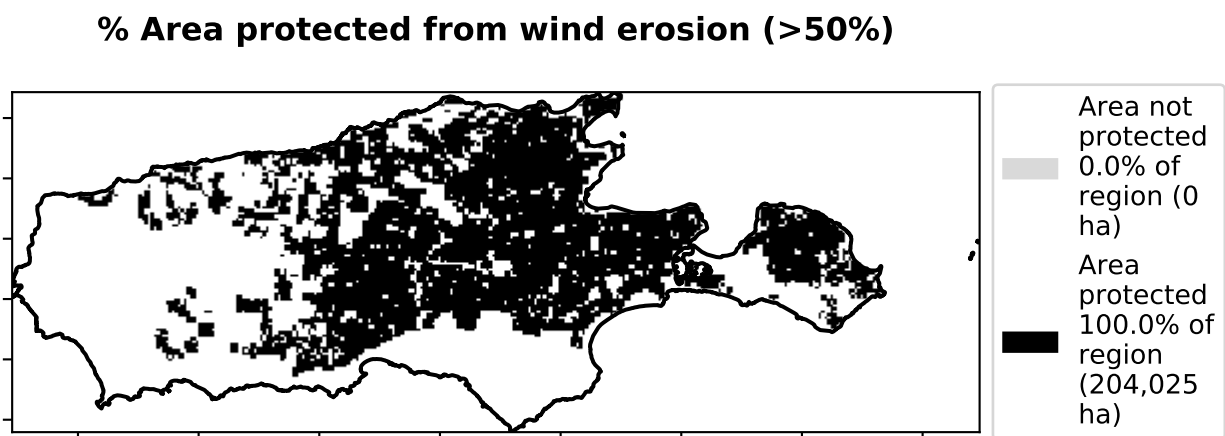 % Area protected from wind erosion (>50%)
Area not
protected
0.0% of
region (0
ha)
Area
protected
100.0% of
region
(204,025
ha)